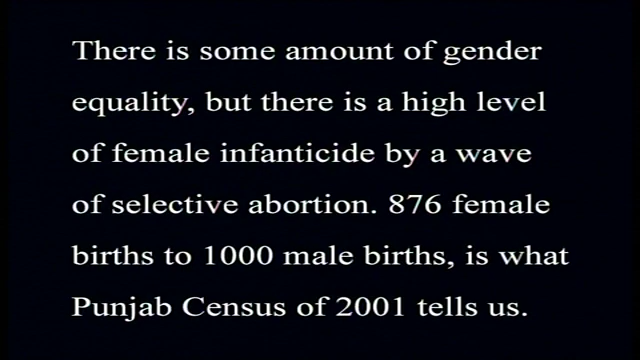 There is some amount of gender
equality, but there is a high level
of female infanticide by a wave
of selective abortion. 876 female
births to 1000 male births, is what
Punjab Census of 2001 tells us.